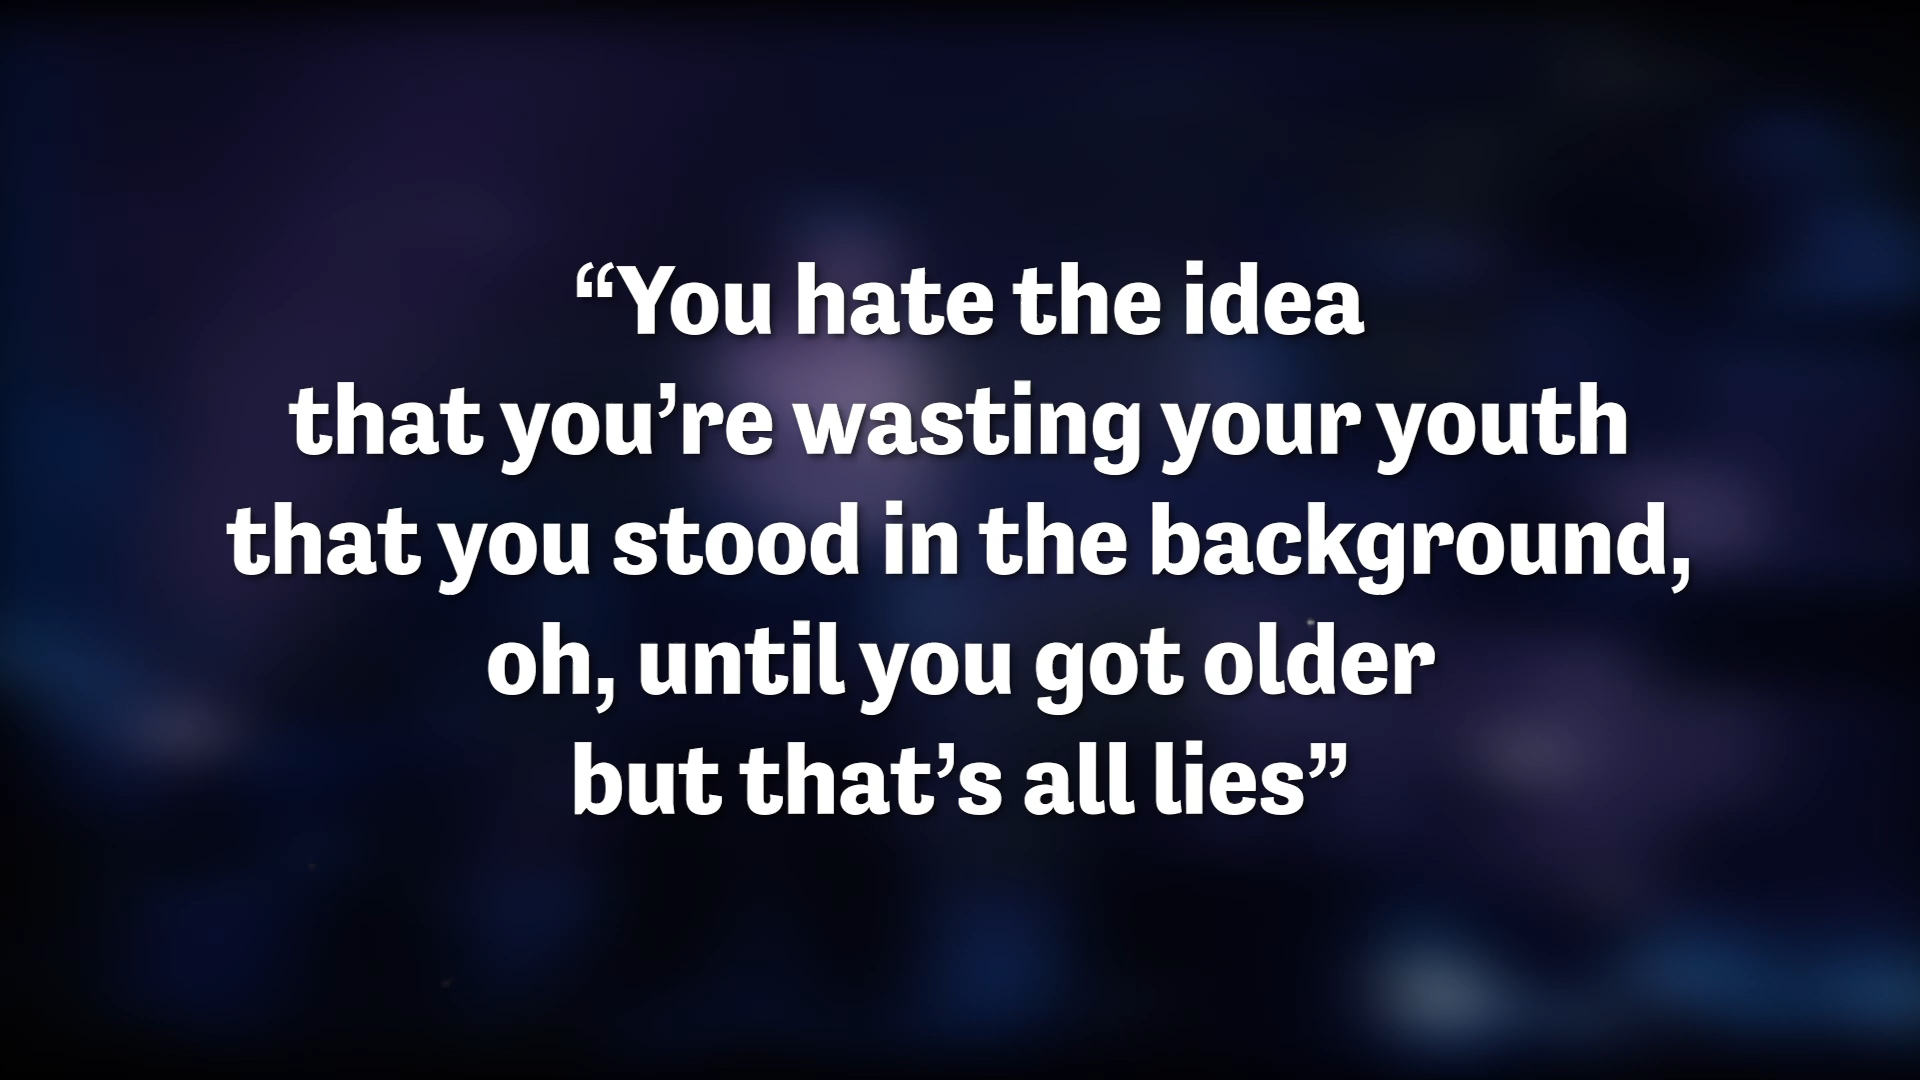 “You hate the idea
that you’re wasting your youth
that you stood in the background,
oh, until you got older
but that’s all lies”